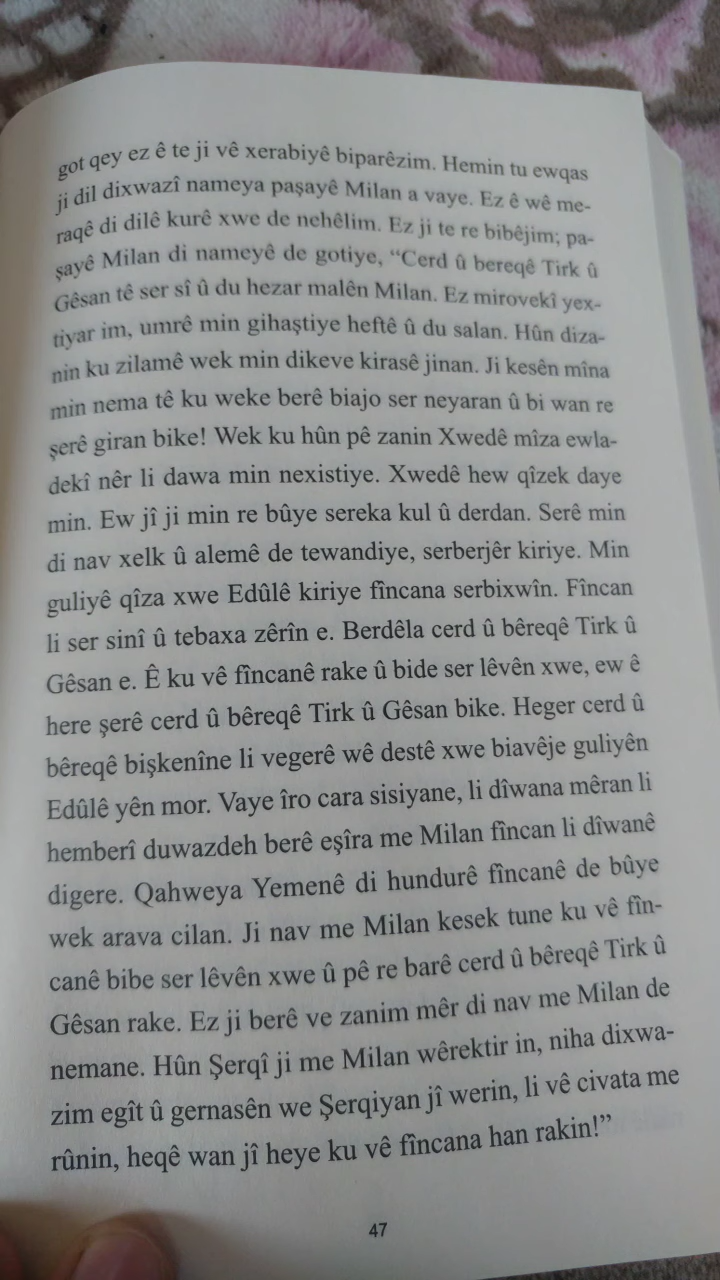 got qey ez ê te ji vê xerabiyê biparêzim. Hemin tu ewqas
ji dil dixwazî nameya paşayê Milan a vaye. Ez ê wê me-
raqê di dilê kurê xwe de nehêlim. Ez ji te re bibêjim; pa-
şayê Milan di nameyê de gotiye, “Cerd û bereqê Tirk û
Gêsan tê ser sî û du hezar malên Milan. Ez mirovekî yex-
tiyar im, umrê min gihaştiye heftê û du salan. Hûn diza-
nin ku zilamê wek min dikeve kirasê jinan. Ji kesên mîna
min nema tê ku weke berê biajo ser neyaran û bi wan re
şerê giran bike! Wek ku hûn pê zanin Xwedê mîza ewla-
dekî nêr li dawa min nexistiye. Xwedê hew qîzek daye
min. Ew jî ji min re bûye sereka kul û derdan. Serê min
di nav xelk û alemê de tewandiye, serberjêr kiriye. Min
guliyê qîza xwe Edûlê kiriye fîncana serbixwîn. Fîncan
li ser sinî û tebaxa zêrîn e. Berdêla cerd û bêreqê Tirk û
Gêsan e. Ê ku vê fîncanê rake û bide ser lêvên xwe, ew ê
here şerê cerd û bêreqê Tirk û Gêsan bike. Heger cerd û
bêreqê bişkenîne li vegerê wê destê xwe biavêje guliyên
Edûlê yên mor. Vaye îro cara sisiyane, li dîwana mêran li
hemberî duwazdeh berê eşîra me Milan fîncan li dîwanê
digere. Qahweya Yemenê di hundurê fîncanê de bûye
wek arava cilan. Ji nav me Milan kesek tune ku vê fîn-
canê bibe ser lêvên xwe û pê re barê cerd û bêreqê Tirk û
Gêsan rake. Ez ji berê ve zanim mêr di nav me Milan de
nemane. Hûn Şerqî ji me Milan wêrektir in, niha dixwa-
zim egît û gernasên we Şerqiyan jî werin, li vê civata me
rûnin, heqê wan jî heye ku vê fîncana han rakin!”
47